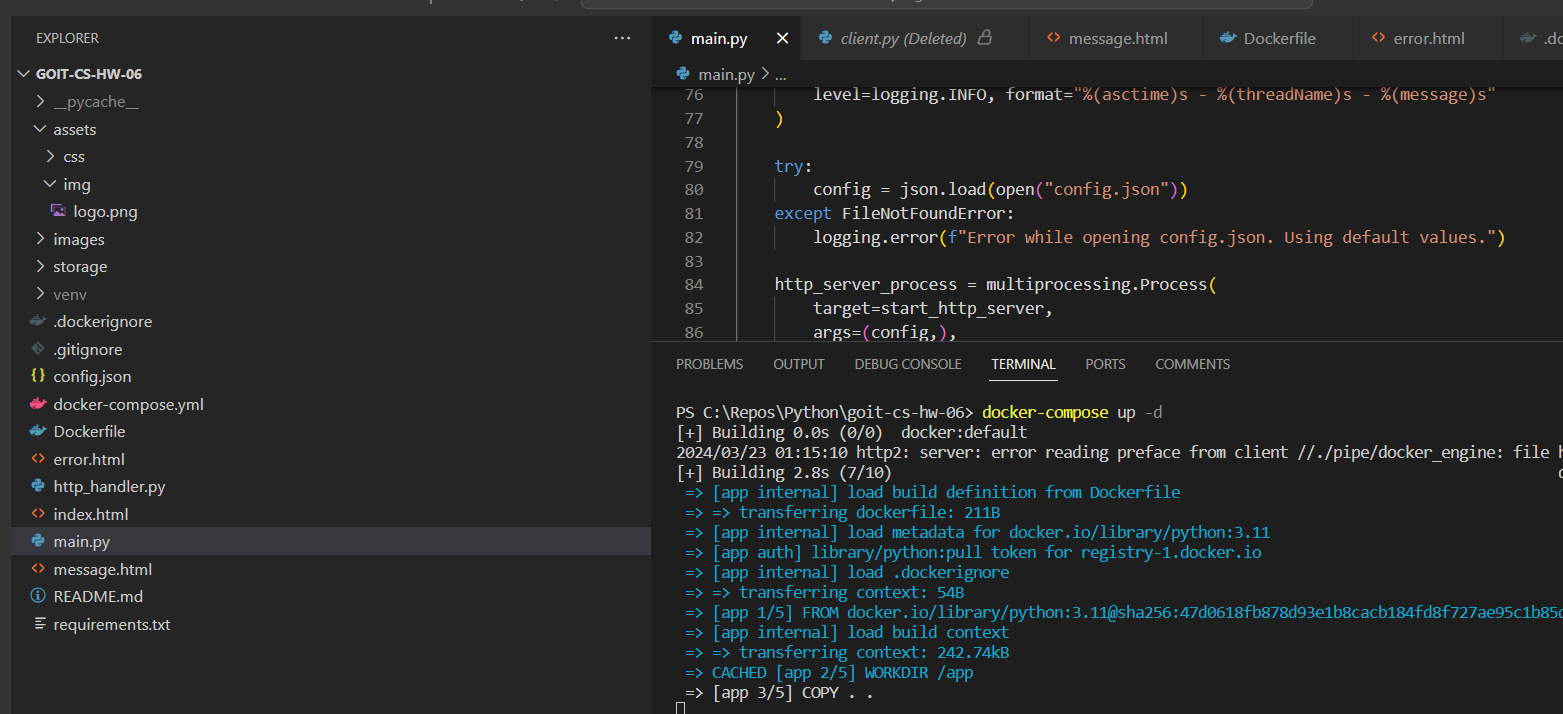 EXPLORER
GOIT-CS-HW-06
__pycache__
assets
css
img
logo.png
images
storage
venv
.dockerignore
.gitignore
config.json
docker-compose.yml
Dockerfile
error.html
http_handler.py
index.html
main.py
message.html
README.md
requirements.txt
main.py
client.py (Deleted)
message.html
Dockerfile
error.html
main.py > ...
76 level=logging.INFO, format="%(asctime)s - %(threadName)s - %(message)s"
77 )
78
79 try:
80 config = json.load(open("config.json"))
81 except FileNotFoundError:
82 logging.error(f"Error while opening config.json. Using default values.")
83
84 http_server_process = multiprocessing.Process(
85 target=start_http_server,
86 args=(config,),
PROBLEMS OUTPUT DEBUG CONSOLE TERMINAL PORTS COMMENTS
PS C:\Repos\Python\goit-cs-hw-06> docker-compose up -d
[+] Building 0.0s (0/0) docker:default
2024/03/23 01:15:10 http2: server: error reading preface from client //./pipe/docker_engine: file
[+] Building 2.8s (7/10)
=> [app internal] load build definition from Dockerfile
=> => transferring dockerfile: 211B
=> [app internal] load metadata for docker.io/library/python:3.11
=> [app auth] library/python:pull token for registry-1.docker.io
=> [app internal] load .dockerignore
=> => transferring context: 54B
=> [app 1/5] FROM docker.io/library/python:3.11@sha256:47d0618fb878d93e1b8cacb184fd8f727ae95c1b85
=> [app internal] load build context
=> => transferring context: 242.74kB
=> CACHED [app 2/5] WORKDIR /app
=> [app 3/5] COPY . .